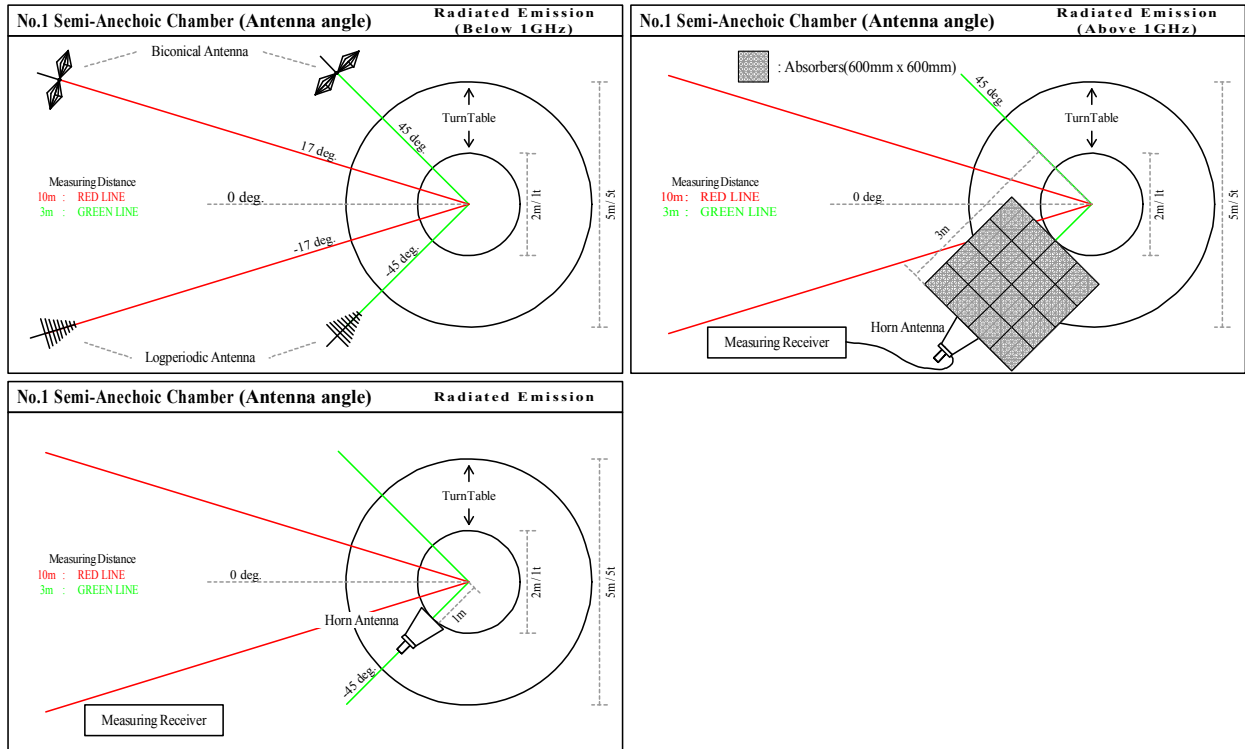 No.1 Semi-Anechoic Chamber (Antenna angle)
Radiated Emission
(Below 1GHz)
Biconical Antenna
45 deg.
TurnTable
17 deg.
Measuring Distance
10m : RED LINE
3m : GREEN LINE
0 deg.
2m / 1t
5m / 5t
-17 deg.
-45 deg.
Logperiodic Antenna
No.1 Semi-Anechoic Chamber (Antenna angle)
Radiated Emission
(Above 1GHz)
: Absorbers(600mm x 600mm)
45 deg.
TurnTable
Measuring Distance
10m : RED LINE
3m : GREEN LINE
0 deg.
3m
2m / 1t
5m / 5t
Horn Antenna
Measuring Receiver
No.1 Semi-Anechoic Chamber (Antenna angle)
Radiated Emission
TurnTable
Measuring Distance
10m : RED LINE
3m : GREEN LINE
0 deg.
2m / 1t
5m / 5t
1m
Horn Antenna
-45 deg.
Measuring Receiver